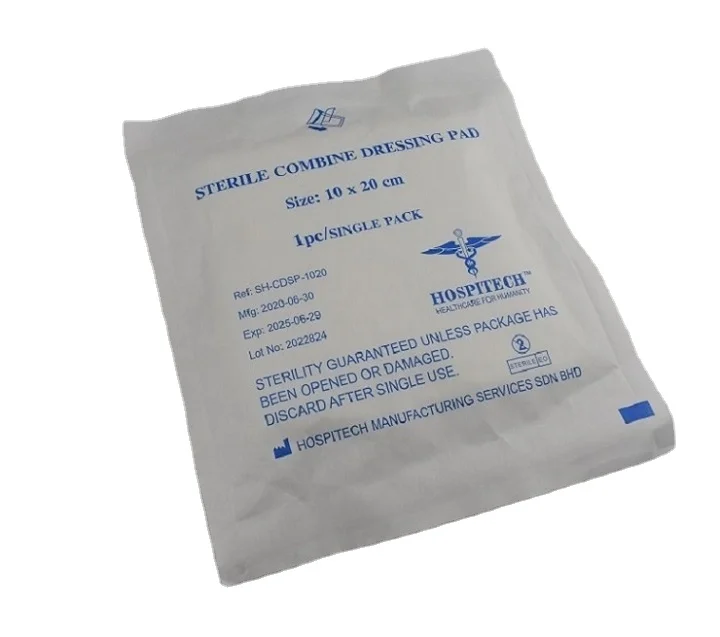 STERILE COMBINE DRESSING PAD
Size: 10 x 20 cm
1pc/SINGLE PACK
HOSPITECH™
HEALTHCARE FOR HUMANITY
Ref: SH-CDSP-1020
Mfg: 2020-06-30
Exp: 2025-06-29
Lot No: 2022824
STERILITY GUARANTEED UNLESS PACKAGE HAS
BEEN OPENED OR DAMAGED.
DISCARD AFTER SINGLE USE.
2
STERILE EO
HOSPITECH MANUFACTURING SERVICES SDN BHD